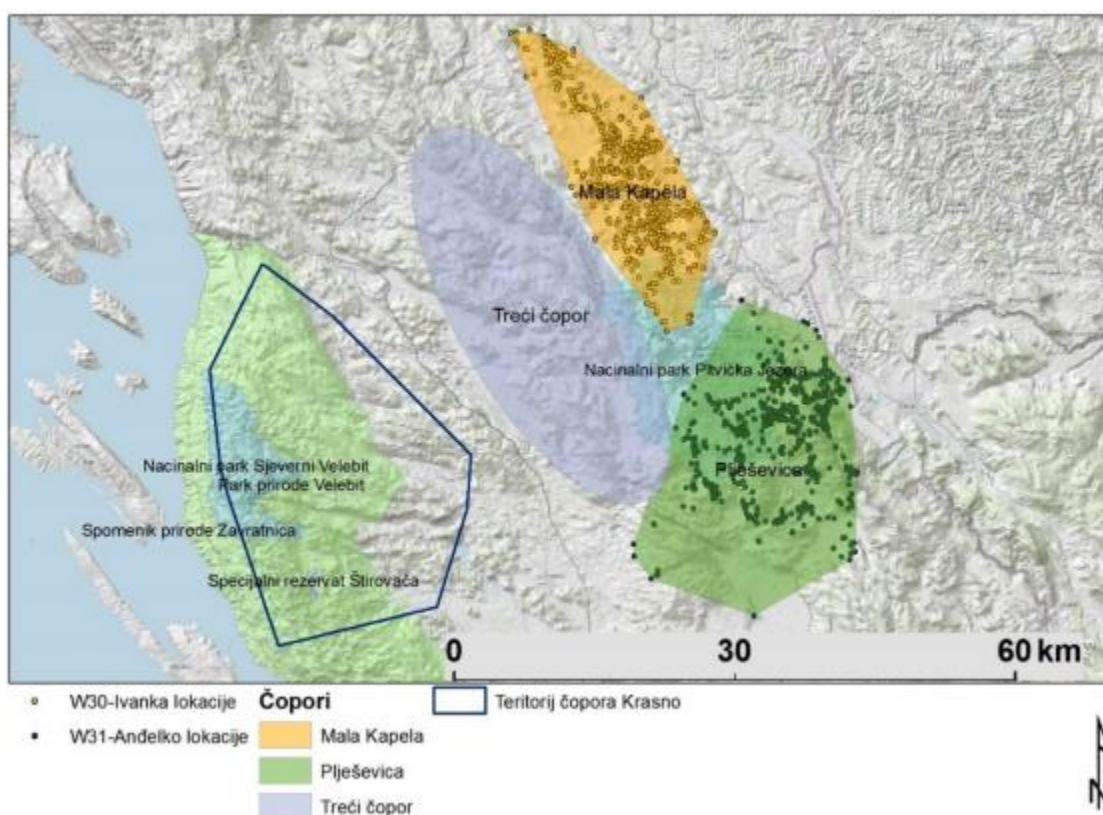 Mala Kapela
Treći čopor
Nacinalni park Plitvička Jezera
Plješevica
Nacinalni park Sjeverni Velebit
Park prirode Velebit
Spomenik prirode Zavratnica
Specijalni rezervat Štirovača
0 30 60 km
W30-Ivanka lokacije
W31-Anđelko lokacije
Čopori
Mala Kapela
Plješevica
Treći čopor
Teritorij čopora Krasno
N